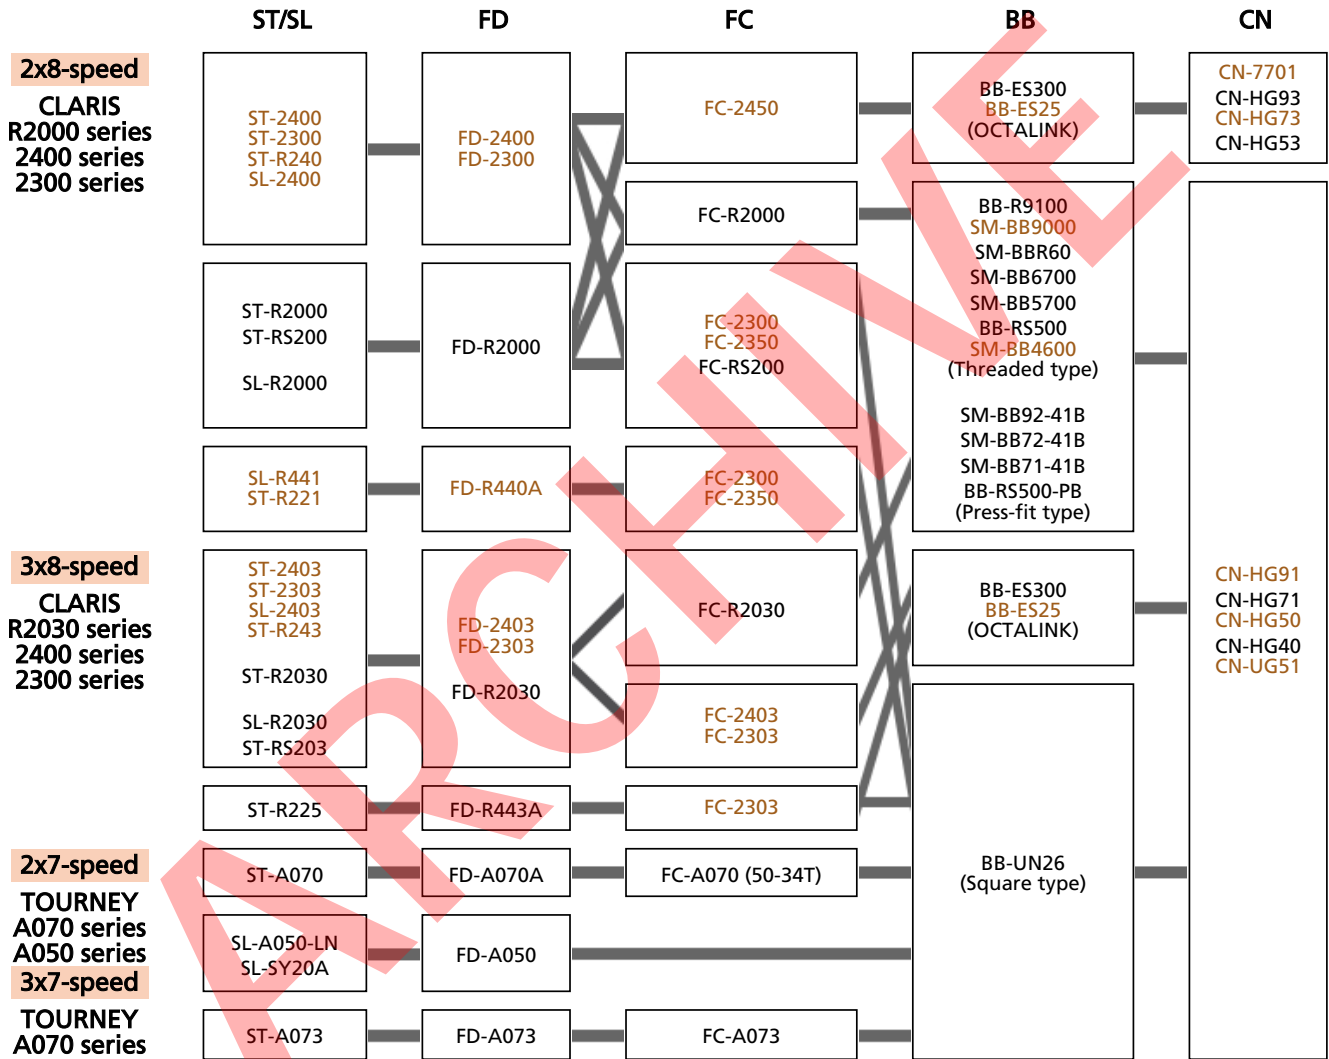 ST/SL
FD
FC
BB
CN
2x8-speed
CLARIS
R2000 series
2400 series
2300 series
ST-2400
ST-2300
ST-R240
SL-2400
FD-2400
FD-2300
FC-2450
BB-ES300
BB-ES25
(OCTALINK)
CN-7701
CN-HG93
CN-HG73
CN-HG53
FC-R2000
BB-R9100
SM-BB9000
SM-BBR60
SM-BB6700
SM-BB5700
BB-RS500
SM-BB4600
(Threaded type)
SM-BB92-41B
SM-BB72-41B
SM-BB71-41B
BB-RS500-PB
(Press-fit type)
ST-R2000
ST-RS200
SL-R2000
FD-R2000
FC-2300
FC-2350
FC-RS200
SL-R441
ST-R221
FD-R440A
FC-2300
FC-2350
3x8-speed
CLARIS
R2030 series
2400 series
2300 series
ST-2403
ST-2303
SL-2403
ST-R243
ST-R2030
SL-R2030
ST-RS203
FD-2403
FD-2303
FD-R2030
FC-R2030
BB-ES300
BB-ES25
(OCTALINK)
CN-HG91
CN-HG71
CN-HG50
CN-HG40
CN-UG51
FC-2403
FC-2303
ST-R225
FD-R443A
FC-2303
2x7-speed
TOURNEY
A070 series
A050 series
ST-A070
FD-A070A
FC-A070 (50-34T)
BB-UN26
(Square type)
SL-A050-LN
SL-SY20A
FD-A050
3x7-speed
TOURNEY
A070 series
ST-A073
FD-A073
FC-A073
ARCHIVE